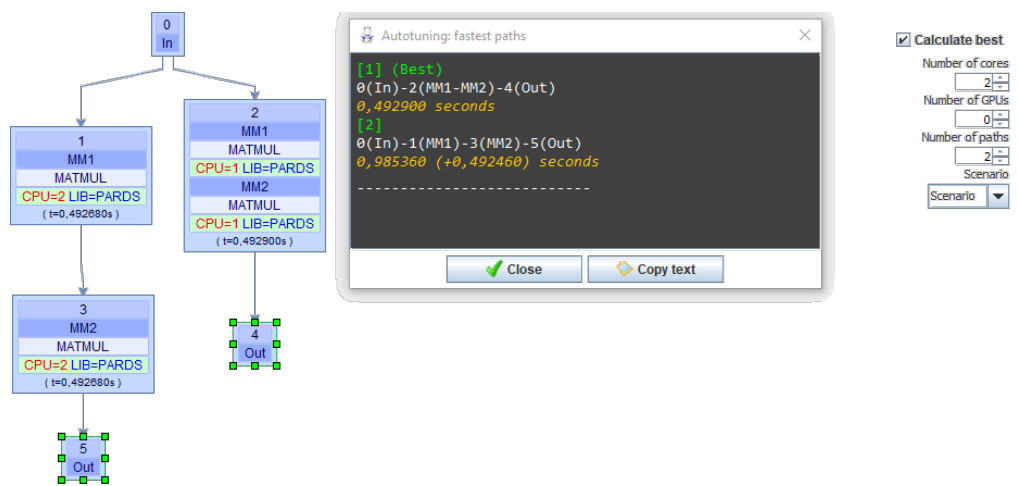 0
In
1
MM1
MATMUL
CPU=2 LIB=PARDS
( t=0,492680s )
2
MM1
MATMUL
CPU=1 LIB=PARDS
MM2
MATMUL
CPU=1 LIB=PARDS
( t=0,492900s )
3
MM2
MATMUL
CPU=2 LIB=PARDS
( t=0,492680s )
4
Out
5
Out
Autotuning: fastest paths
[1] (Best)
0(In)-2(MM1-MM2)-4(Out)
0,492900 seconds
[2]
0(In)-1(MM1)-3(MM2)-5(Out)
0,985360 (+0,492460) seconds
---------------------------
Close
Copy text
Calculate best.
Number of cores
2
Number of GPUs
0
Number of paths
2
Scenario
Scenario